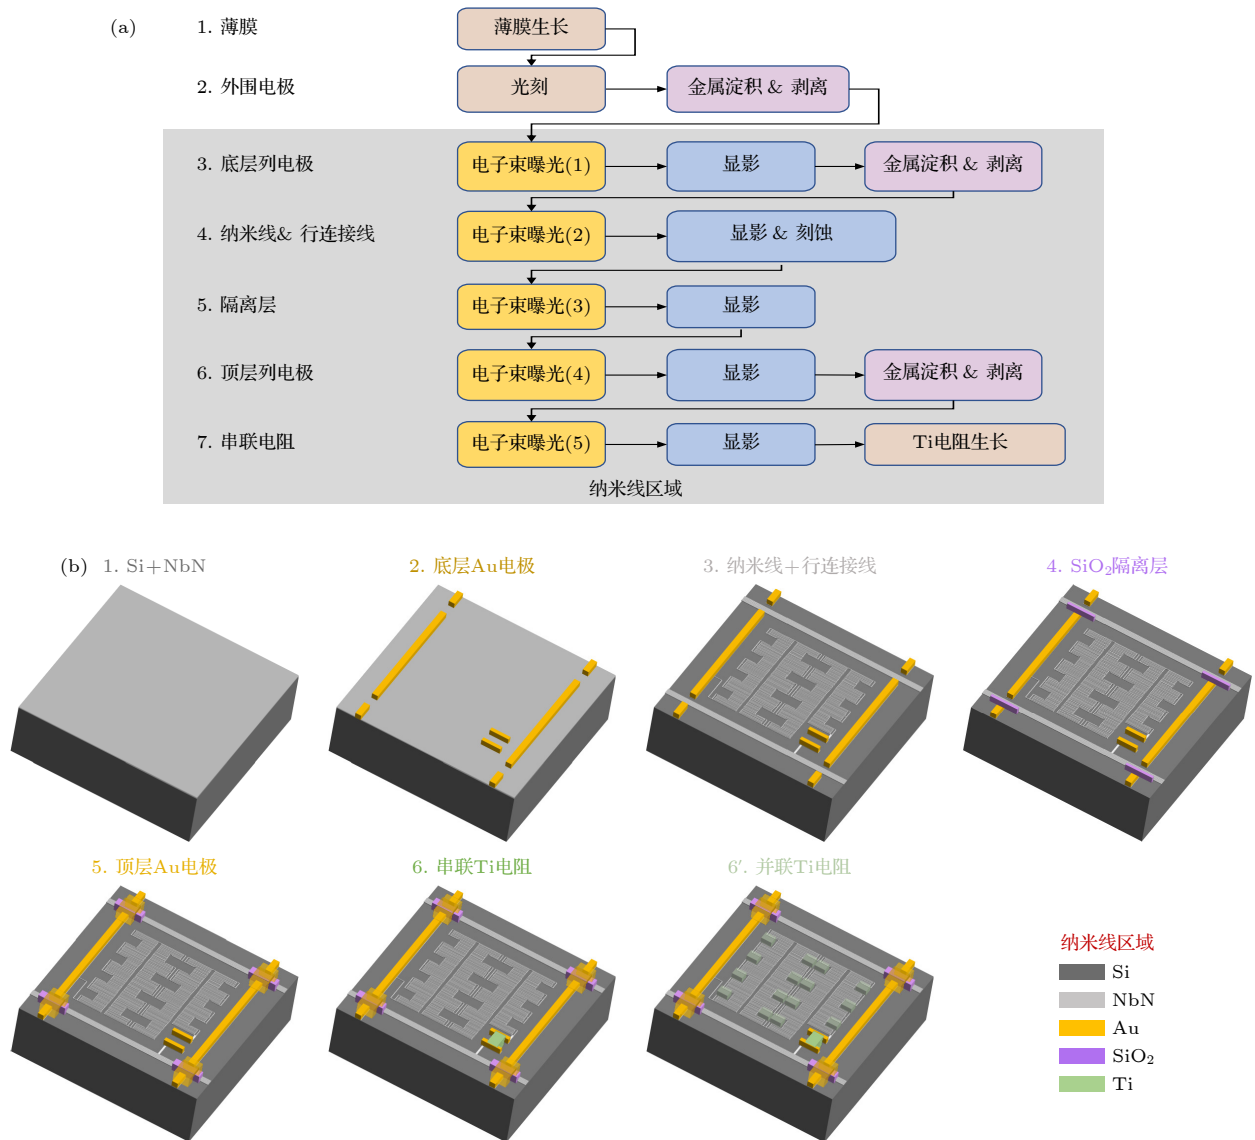 (a)
1. 薄膜
薄膜生长
2. 外围电极
光刻
金属淀积 & 剥离
3. 底层列电极
电子束曝光(1)
显影
金属淀积 & 剥离
4. 纳米线& 行连接线
电子束曝光(2)
显影 & 刻蚀
5. 隔离层
电子束曝光(3)
显影
6. 顶层列电极
电子束曝光(4)
显影
金属淀积 & 剥离
7. 串联电阻
电子束曝光(5)
显影
Ti电阻生长
纳米线区域
(b)
1. Si+NbN
2. 底层Au电极
3. 纳米线+行连接线
4. SiO₂隔离层
5. 顶层Au电极
6. 串联Ti电阻
6′. 并联Ti电阻
纳米线区域
Si
NbN
Au
SiO₂
Ti